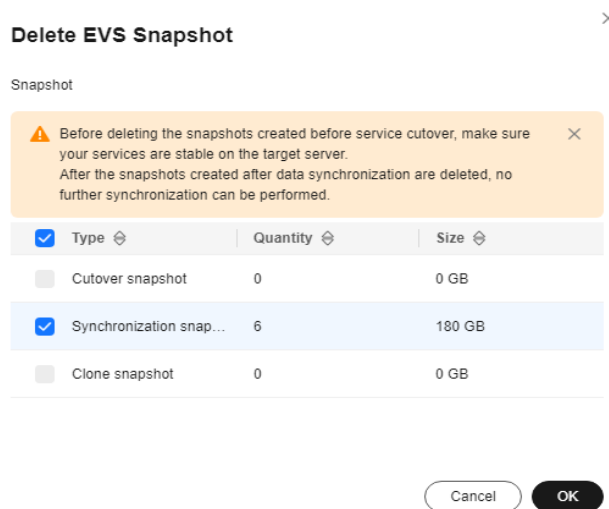 Delete EVS Snapshot
Snapshot
Before deleting the snapshots created before service cutover, make sure
your services are stable on the target server.
After the snapshots created after data synchronization are deleted, no
further synchronization can be performed.
Type Quantity Size
Cutover snapshot 0 0 GB
Synchronization snap... 6 180 GB
Clone snapshot 0 0 GB
Cancel OK